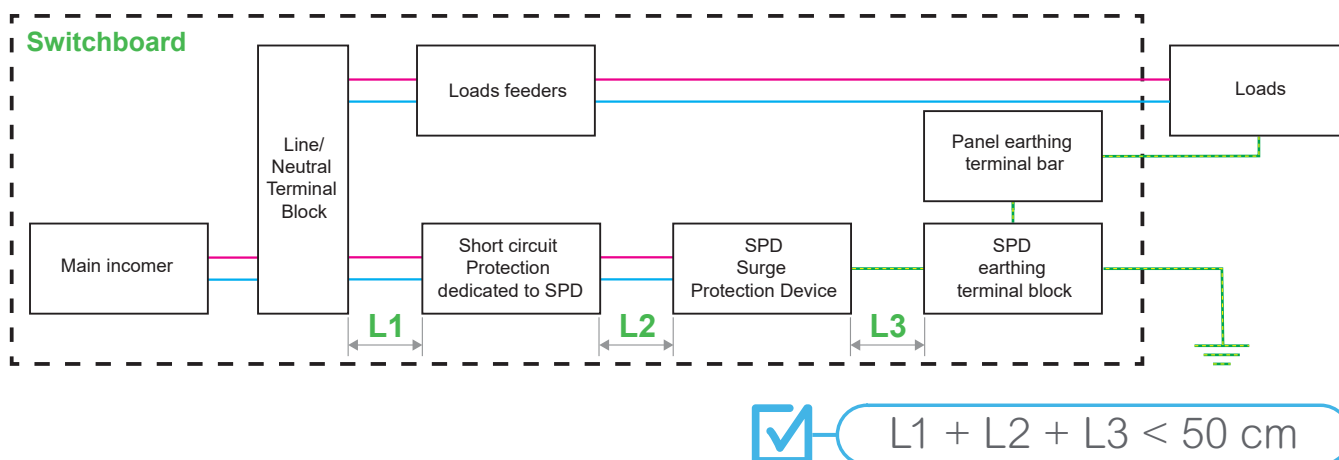 Switchboard
Loads feeders
Loads
Line/
Neutral
Terminal
Block
Panel earthing
terminal bar
Main incomer
Short circuit
Protection
dedicated to SPD
SPD
Surge
Protection Device
SPD
earthing
terminal block
L1
L2
L3
L1 + L2 + L3 < 50 cm